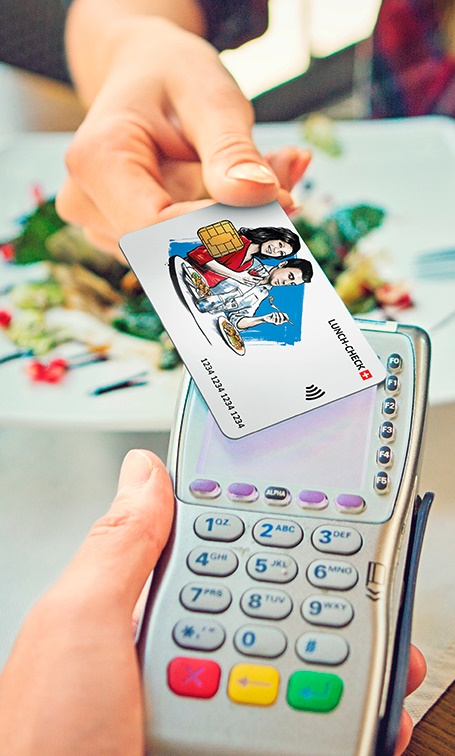 LUNCH-CHECK
1234 1234 1234 1234
F0
F1
F2
F3
F4
F5
ALPHA
1 QZ.
2 ABC
3 DEF
4 GHI
5 JKL
6 MNO
7 PRS
8 TUV
9 WXY
*,'"
0
#